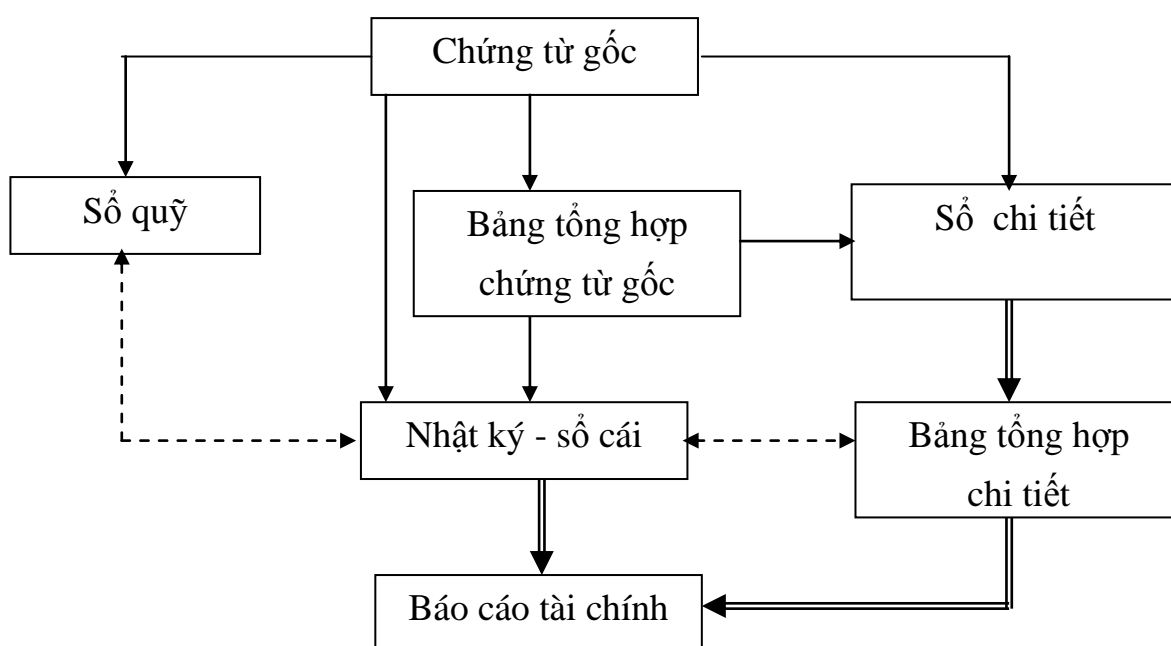 Chứng từ gốc
Sổ quỹ
Bảng tổng hợp
chứng từ gốc
Sổ chi tiết
Nhật ký - sổ cái
Bảng tổng hợp
chi tiết
Báo cáo tài chính